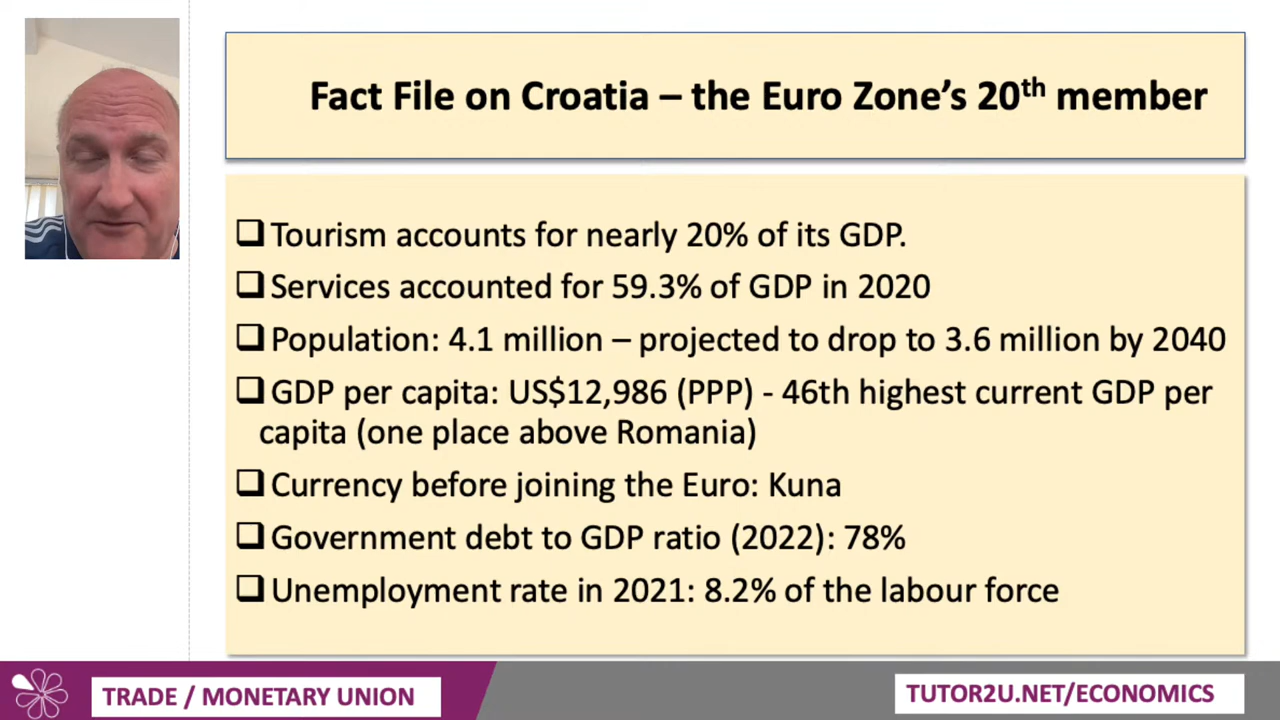 Fact File on Croatia – the Euro Zone's 20th member
Tourism accounts for nearly 20% of its GDP.
Services accounted for 59.3% of GDP in 2020
Population: 4.1 million – projected to drop to 3.6 million by 2040
GDP per capita: US$12,986 (PPP) - 46th highest current GDP per
capita (one place above Romania)
Currency before joining the Euro: Kuna
Government debt to GDP ratio (2022): 78%
Unemployment rate in 2021: 8.2% of the labour force
TRADE / MONETARY UNION
TUTOR2U.NET/ECONOMICS